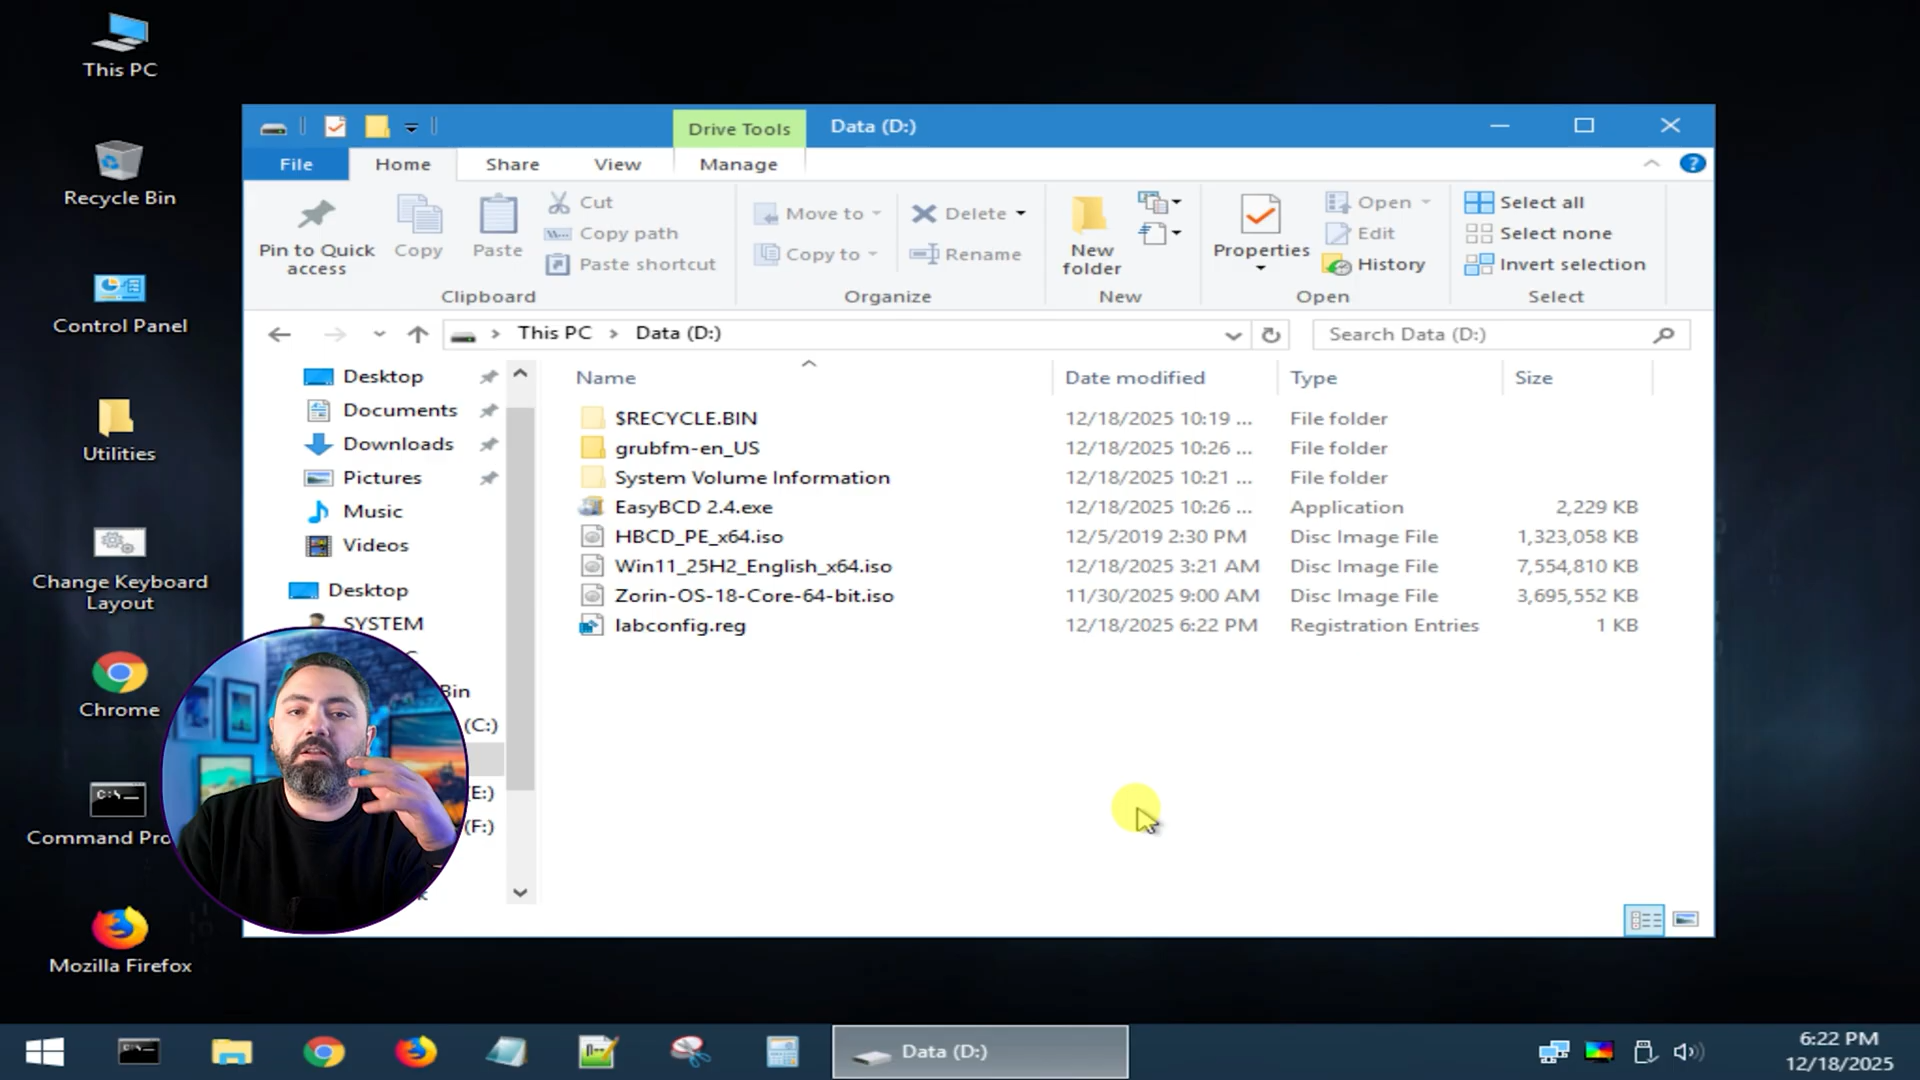 This PC
Recycle Bin
Control Panel
Utilities
Change Keyboard
Layout
Chrome
Command Pro
Mozilla Firefox
Drive Tools
Data (D:)
File
Home
Share
View
Manage
Pin to Quick
access
Copy
Paste
Cut
Copy path
Paste shortcut
Clipboard
Move to
Copy to
Delete
Rename
Organize
New
folder
New
Properties
Open
Edit
History
Open
Select all
Select none
Invert selection
Select
This PC > Data (D:)
Search Data (D:)
Desktop
Documents
Downloads
Pictures
Music
Videos
Desktop
SYSTEM
Bin
(C:)
(E:)
(F:)
Name Date modified Type Size
$RECYCLE.BIN 12/18/2025 10:19 ... File folder
grubfm-en_US 12/18/2025 10:26 ... File folder
System Volume Information 12/18/2025 10:21 ... File folder
EasyBCD 2.4.exe 12/18/2025 10:26 ... Application 2,229 KB
HBCD_PE_x64.iso 12/5/2019 2:30 PM Disc Image File 1,323,058 KB
Win11_25H2_English_x64.iso 12/18/2025 3:21 AM Disc Image File 7,554,810 KB
Zorin-OS-18-Core-64-bit.iso 11/30/2025 9:00 AM Disc Image File 3,695,552 KB
labconfig.reg 12/18/2025 6:22 PM Registration Entries 1 KB
Data (D:)
6:22 PM
12/18/2025